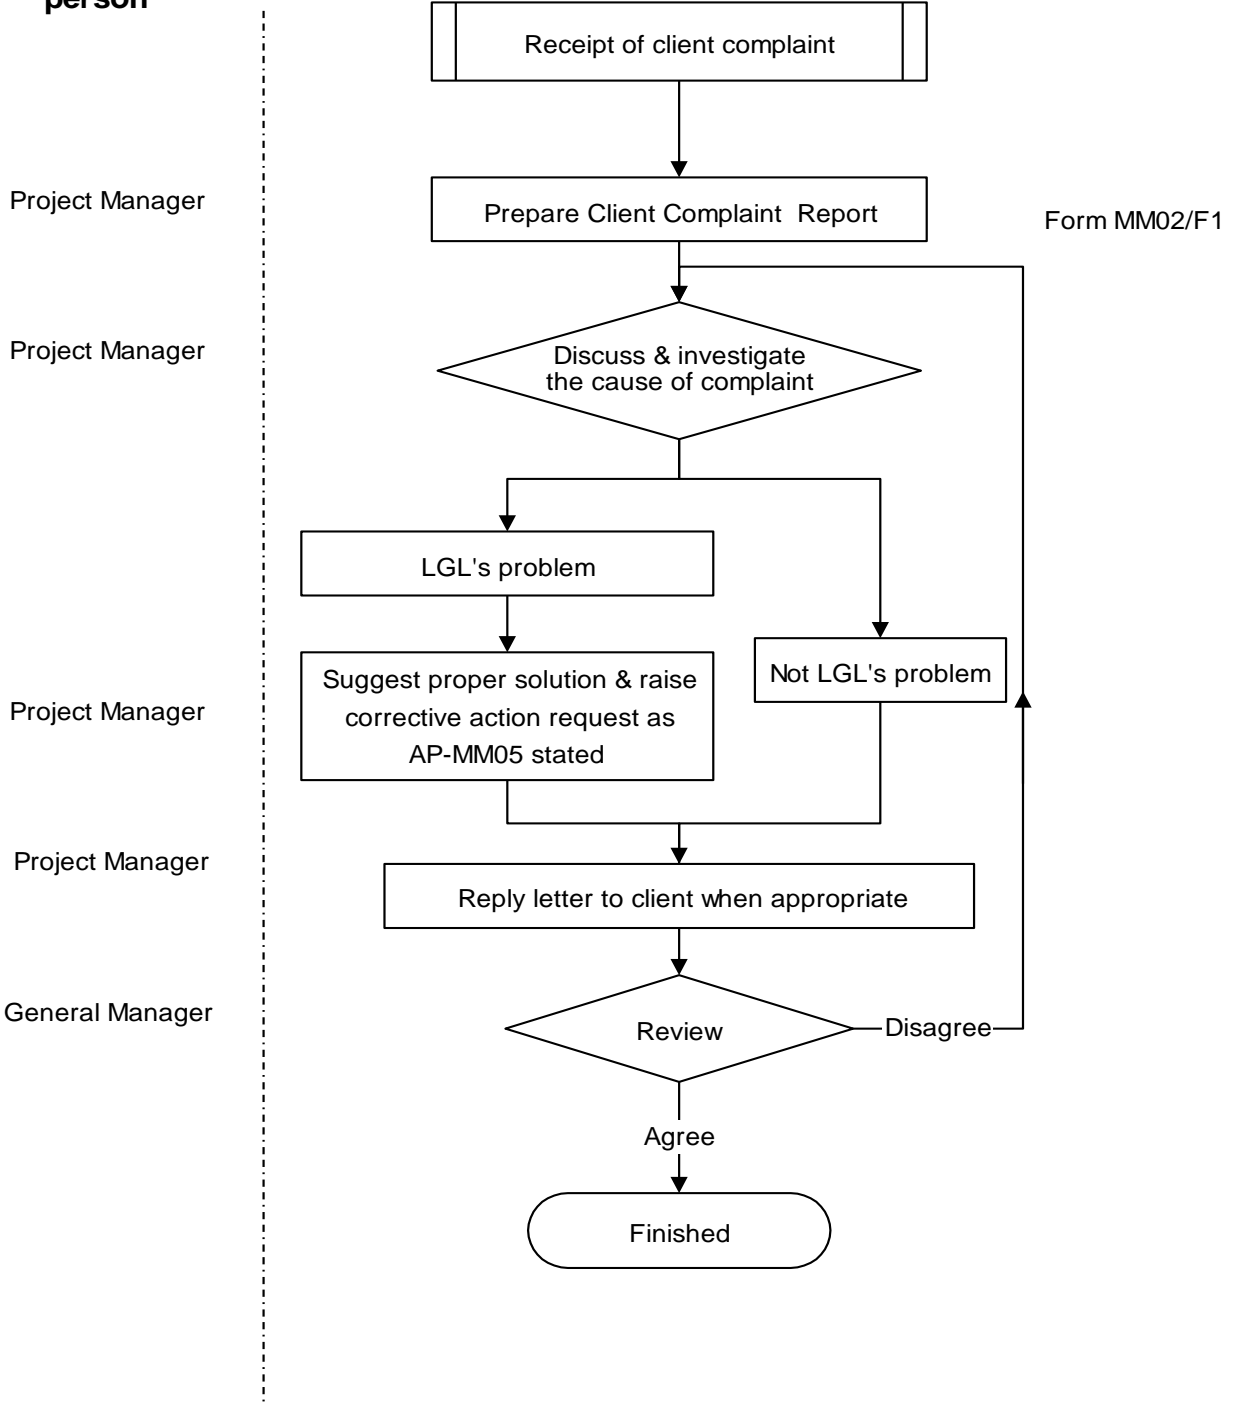 person
Receipt of client complaint
Project Manager
Prepare Client Complaint Report
Form MM02/F1
Project Manager
Discuss & investigate
the cause of complaint
LGL's problem
Not LGL's problem
Project Manager
Suggest proper solution & raise
corrective action request as
AP-MM05 stated
Project Manager
Reply letter to client when appropriate
General Manager
Review
Disagree
Agree
Finished